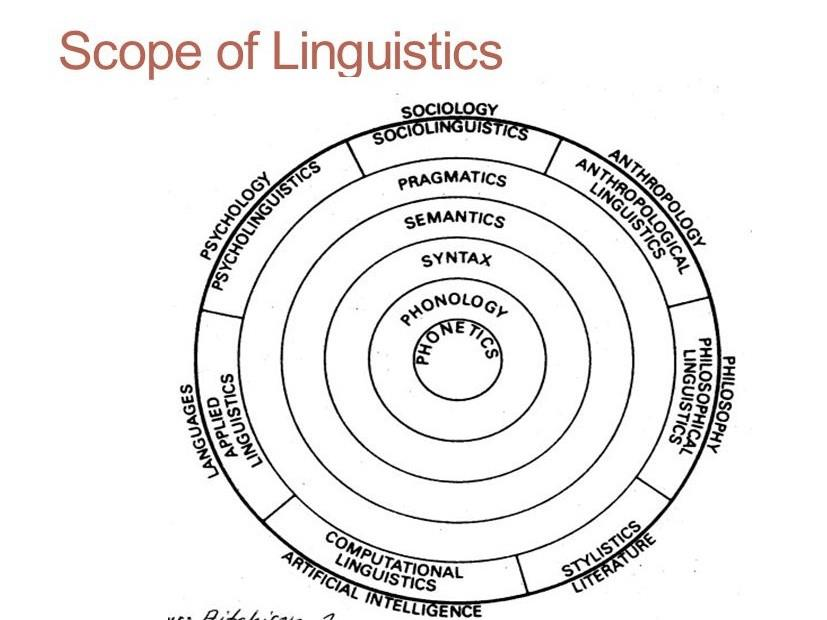 Scope of Linguistics
SOCIOLOGY
SOCIOLINGUISTICS
ANTHROPOLOGY
ANTHROPOLOGICAL
LINGUISTICS
PSYCHOLOGY
PSYCHOLINGUISTICS
PRAGMATICS
SEMANTICS
SYNTAX
PHONOLOGY
PHONETICS
PHILOSOPHY
PHILOSOPHICAL
LINGUISTICS
LANGUAGES
APPLIED
LINGUISTICS
COMPUTATIONAL
LINGUISTICS
ARTIFICIAL INTELLIGENCE
STYLISTICS
LITERATURE